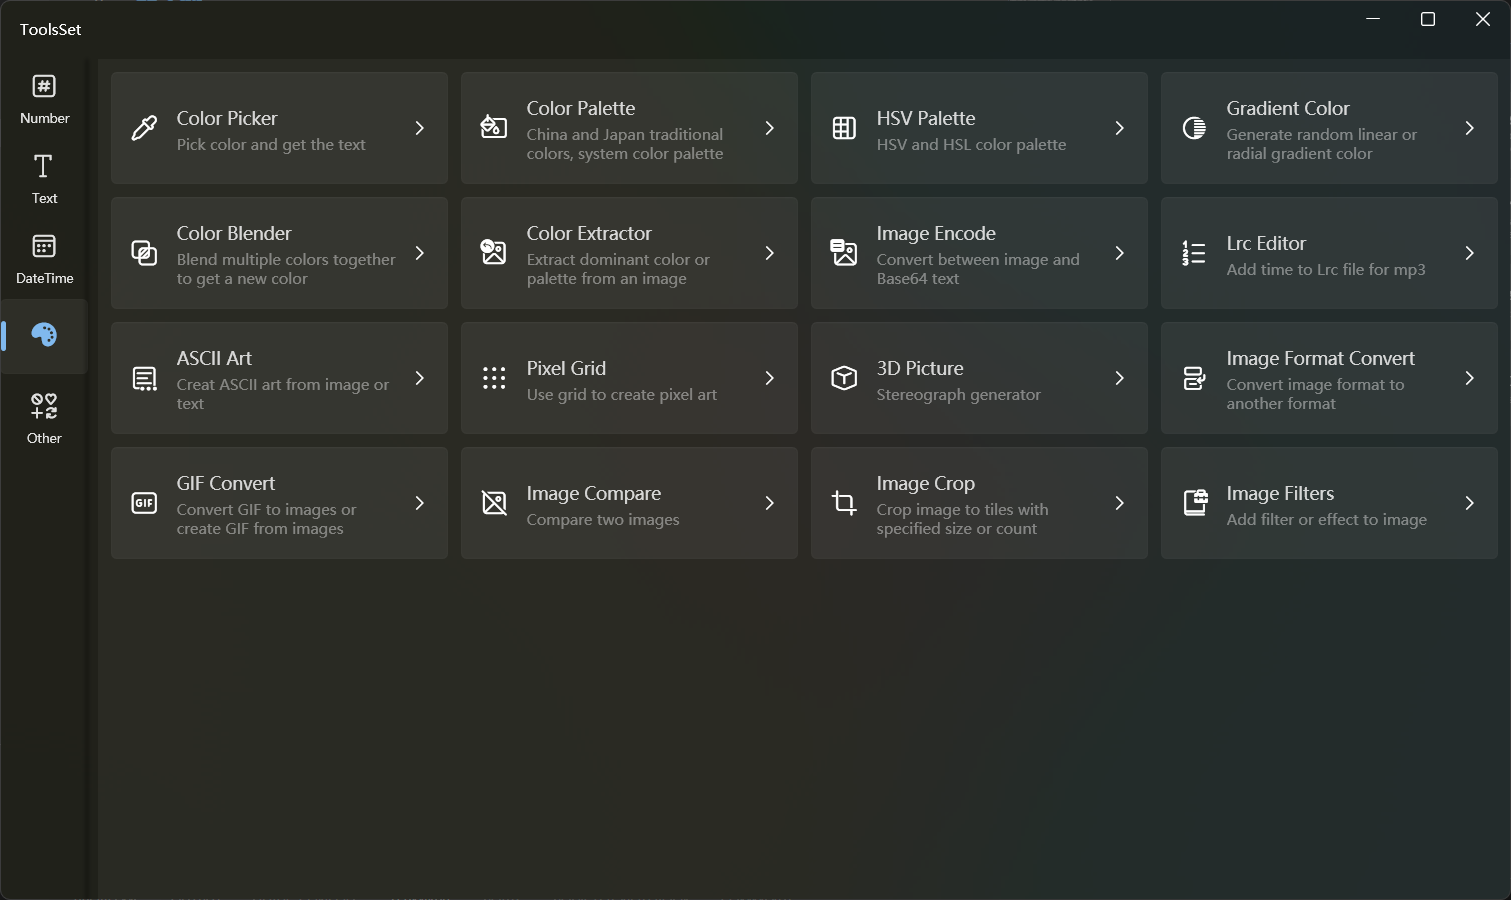 ToolsSet
Number
Text
DateTime
Other
Color Picker
Pick color and get the text
Color Palette
China and Japan traditional
colors, system color palette
HSV Palette
HSV and HSL color palette
Gradient Color
Generate random linear or
radial gradient color
Color Blender
Blend multiple colors together
to get a new color
Color Extractor
Extract dominant color or
palette from an image
Image Encode
Convert between image and
Base64 text
Lrc Editor
Add time to Lrc file for mp3
ASCII Art
Creat ASCII art from image or
text
Pixel Grid
Use grid to create pixel art
3D Picture
Stereograph generator
Image Format Convert
Convert image format to
another format
GIF
GIF Convert
Convert GIF to images or
create GIF from images
Image Compare
Compare two images
Image Crop
Crop image to tiles with
specified size or count
Image Filters
Add filter or effect to image